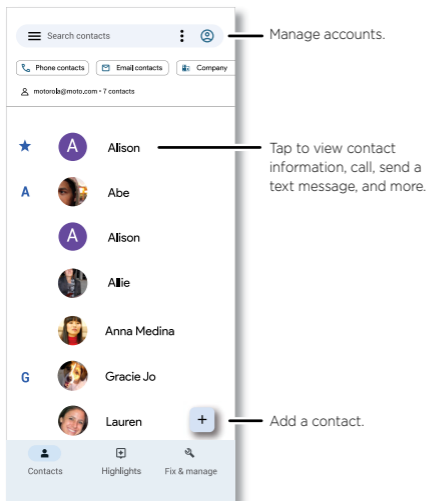 Search contacts
Manage accounts.
Phone contacts Email contacts Company
motorola@moto.com • 7 contacts
A Alison
Tap to view contact
information, call, send a
text message, and more.
A Abe
A Alison
Allie
Anna Medina
G Gracie Jo
Lauren +
Add a contact.
Contacts Highlights Fix & manage